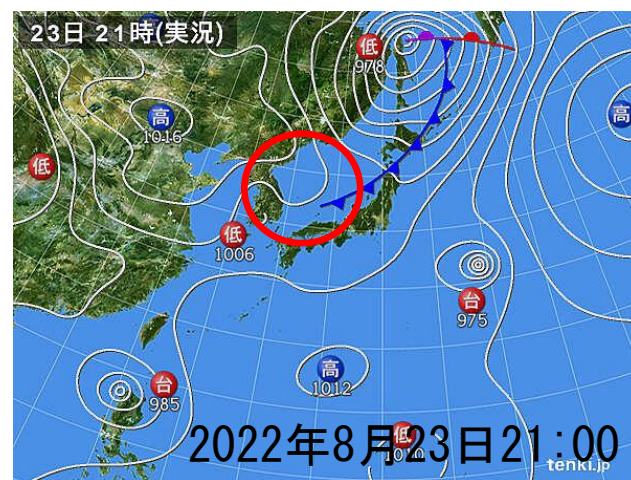 23日 21時(実況)
低
978
高
1016
高
低
低
1006
台
975
高
1012
台
985
低
2022年8月23日21:00
tenki.jp